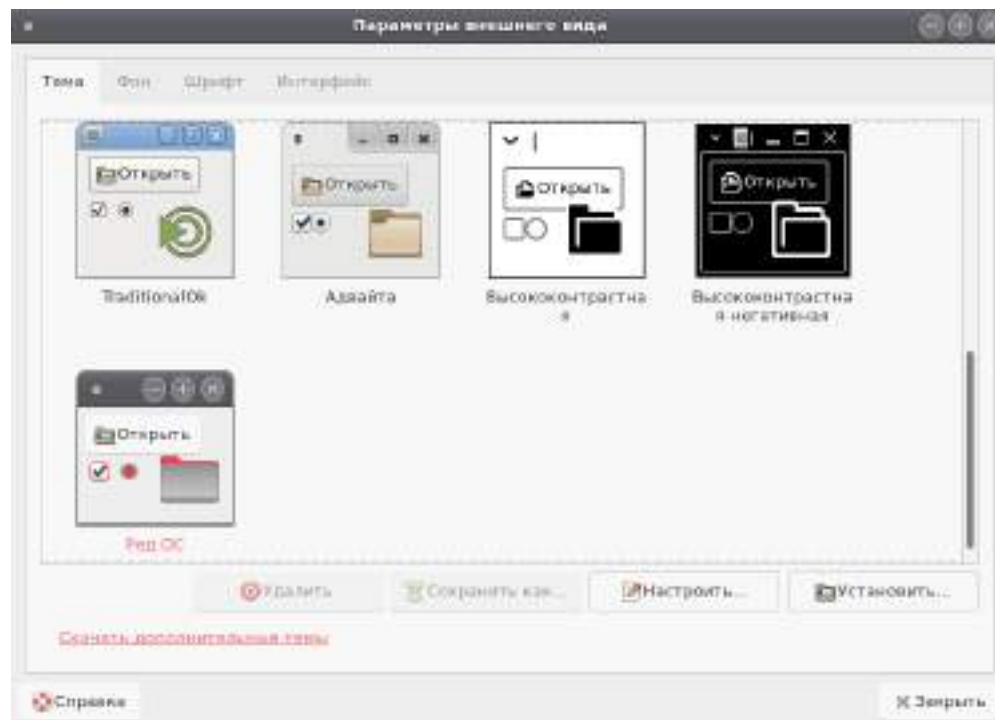 Параметры внешнего вида
Тема Фон Шрифт Интерфейс
Открыть Открыть Открыть Открыть
TraditionalOk Адвайта Высококонтрастна Высококонтрастна
я я негативная
Открыть
Ред ОС
Удалить Сохранить как... Настроить... Установить...
Скачать дополнительные темы
Справка Закрыть